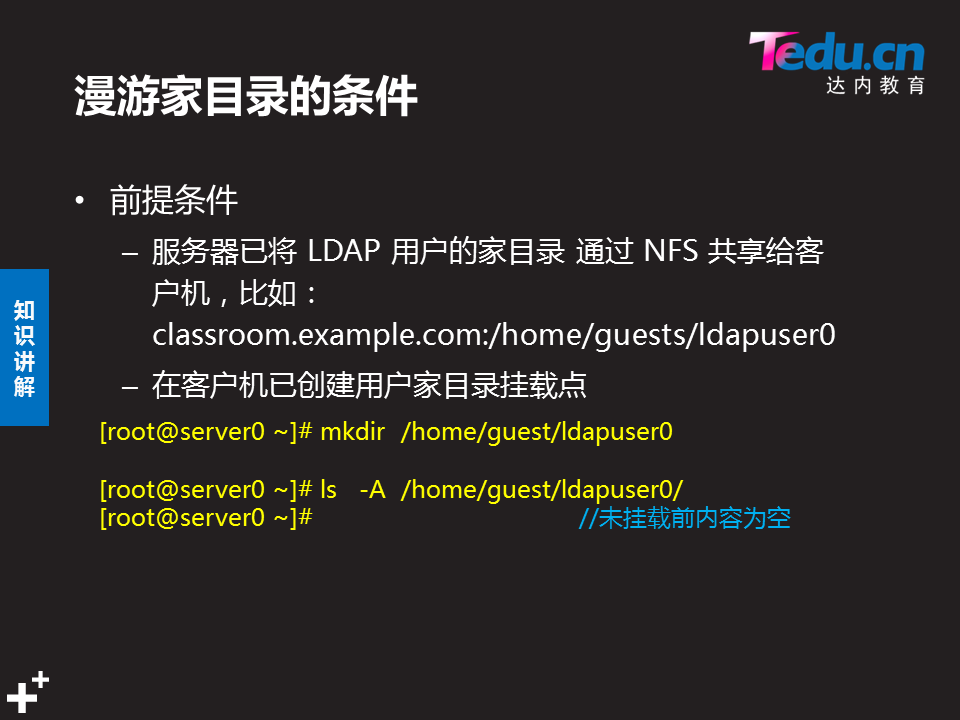 Tedu.cn
达内教育
漫游家目录的条件
• 前提条件
– 服务器已将 LDAP 用户的家目录 通过 NFS 共享给客
户机，比如：
classroom.example.com:/home/guests/ldapuser0
– 在客户机已创建用户家目录挂载点
知
识
讲
解
[root@server0 ~]# mkdir /home/guest/ldapuser0
[root@server0 ~]# ls -A /home/guest/ldapuser0/
[root@server0 ~]# //未挂载前内容为空